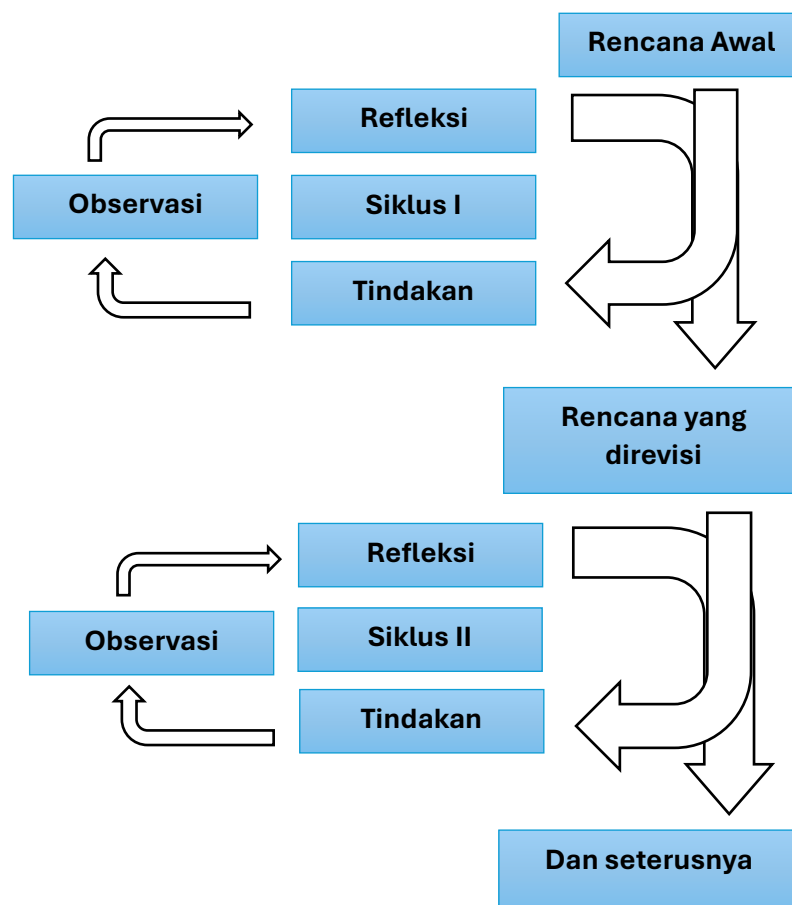 Rencana Awal
Refleksi
Observasi
Siklus I
Tindakan
Rencana yang
direvisi
Refleksi
Observasi
Siklus II
Tindakan
Dan seterusnya